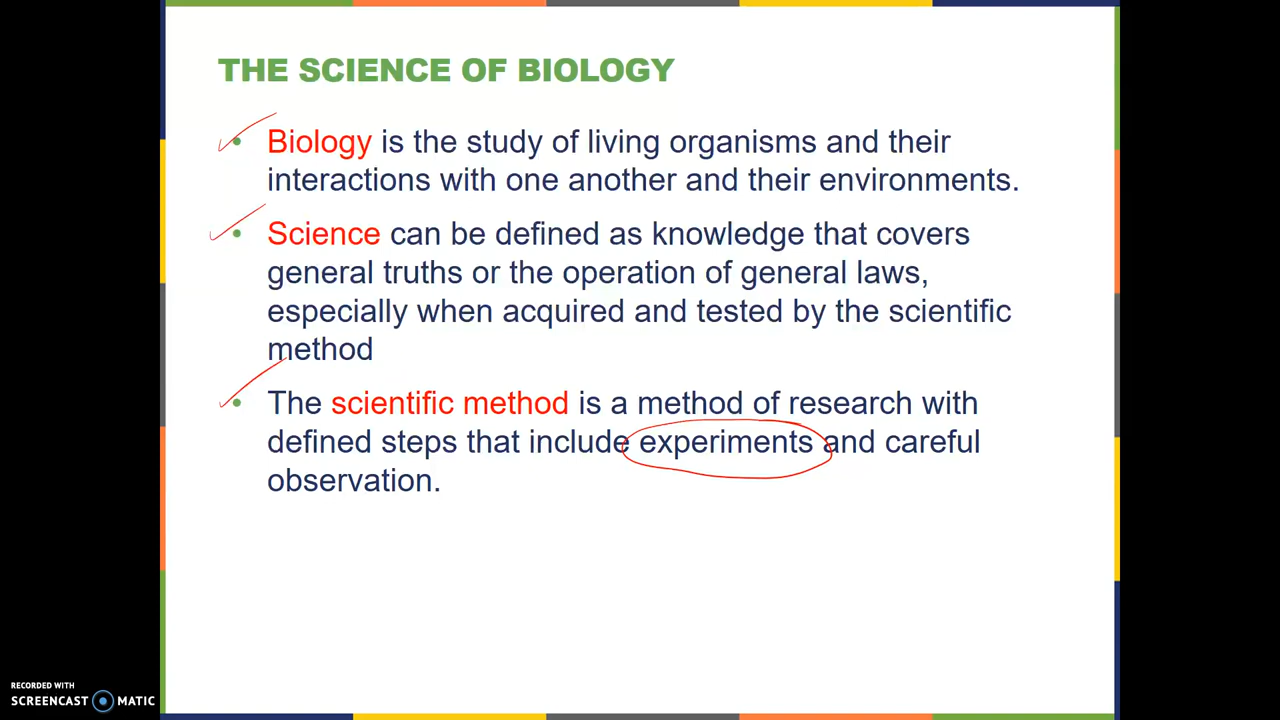 THE SCIENCE OF BIOLOGY
• Biology is the study of living organisms and their
interactions with one another and their environments.
• Science can be defined as knowledge that covers
general truths or the operation of general laws,
especially when acquired and tested by the scientific
method
• The scientific method is a method of research with
defined steps that include experiments and careful
observation.
RECORDED WITH
SCREENCAST MATIC